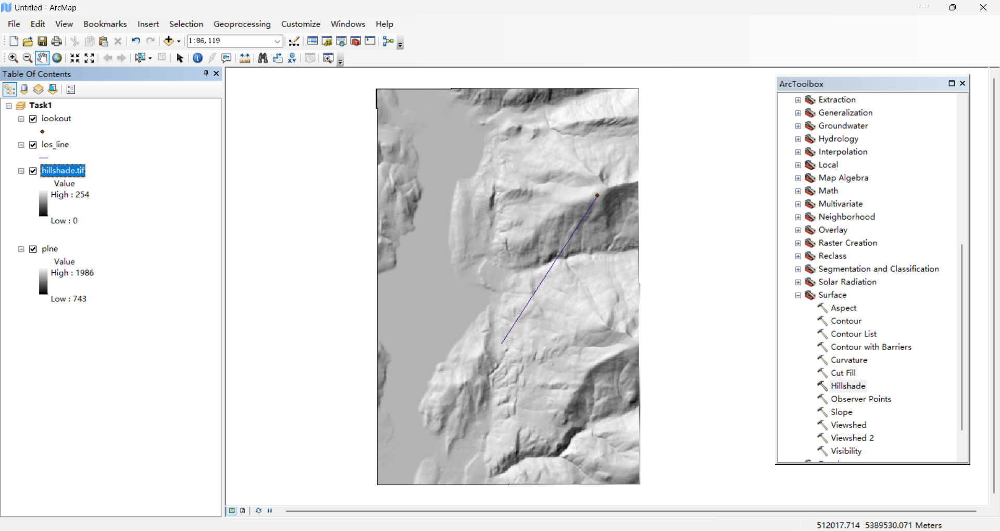 Untitled - ArcMap
File Edit View Bookmarks Insert Selection Geoprocessing Customize Windows Help
1:86,119
XY
Table Of Contents
Task1
lookout
los_line
hillshade.tif
Value
High : 254
Low : 0
plne
Value
High : 1986
Low : 743
ArcToolbox
Extraction
Generalization
Groundwater
Hydrology
Interpolation
Local
Map Algebra
Math
Multivariate
Neighborhood
Overlay
Raster Creation
Reclass
Segmentation and Classification
Solar Radiation
Surface
Aspect
Contour
Contour List
Contour with Barriers
Curvature
Cut Fill
Hillshade
Observer Points
Slope
Viewshed
Viewshed 2
Visibility
512017.714 5389530.071 Meters